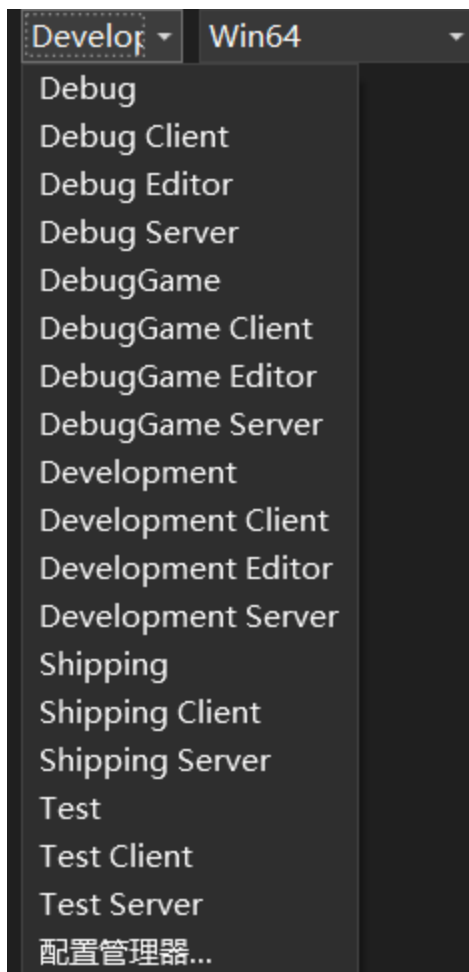 Develop Win64
Debug
Debug Client
Debug Editor
Debug Server
DebugGame
DebugGame Client
DebugGame Editor
DebugGame Server
Development
Development Client
Development Editor
Development Server
Shipping
Shipping Client
Shipping Server
Test
Test Client
Test Server
配置管理器...